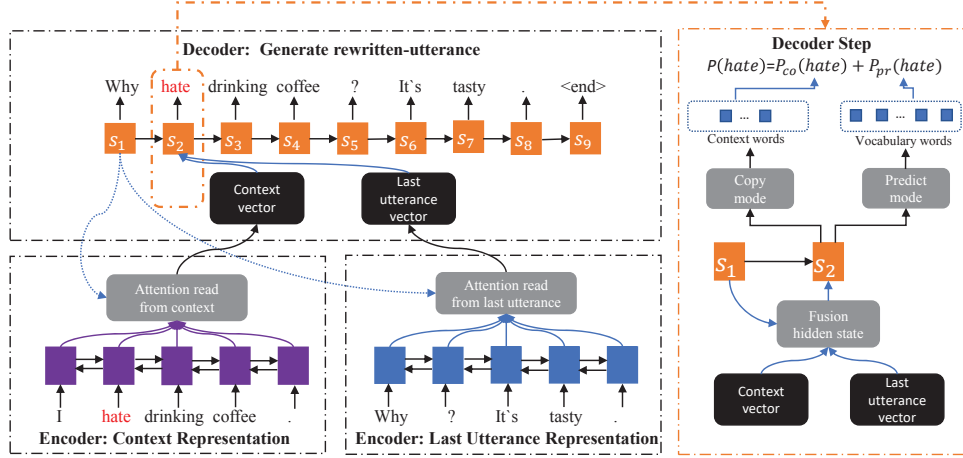 Decoder: Generate rewritten-utterance
Why hate drinking coffee ? It`s tasty . <end>
S1 S2 S3 S4 S5 S6 S7 S8 S9
Context
vector
Last
utterance
vector
Attention read
from context
I hate drinking coffee .
Encoder: Context Representation
Attention read
from last utterance
Why ? It`s tasty .
Encoder: Last Utterance Representation
Decoder Step
P(hate)=Pco(hate) + Ppr(hate)
... ...
Context words Vocabulary words
Copy
mode
Predict
mode
S1 S2
Fusion
hidden state
Context
vector
Last
utterance
vector